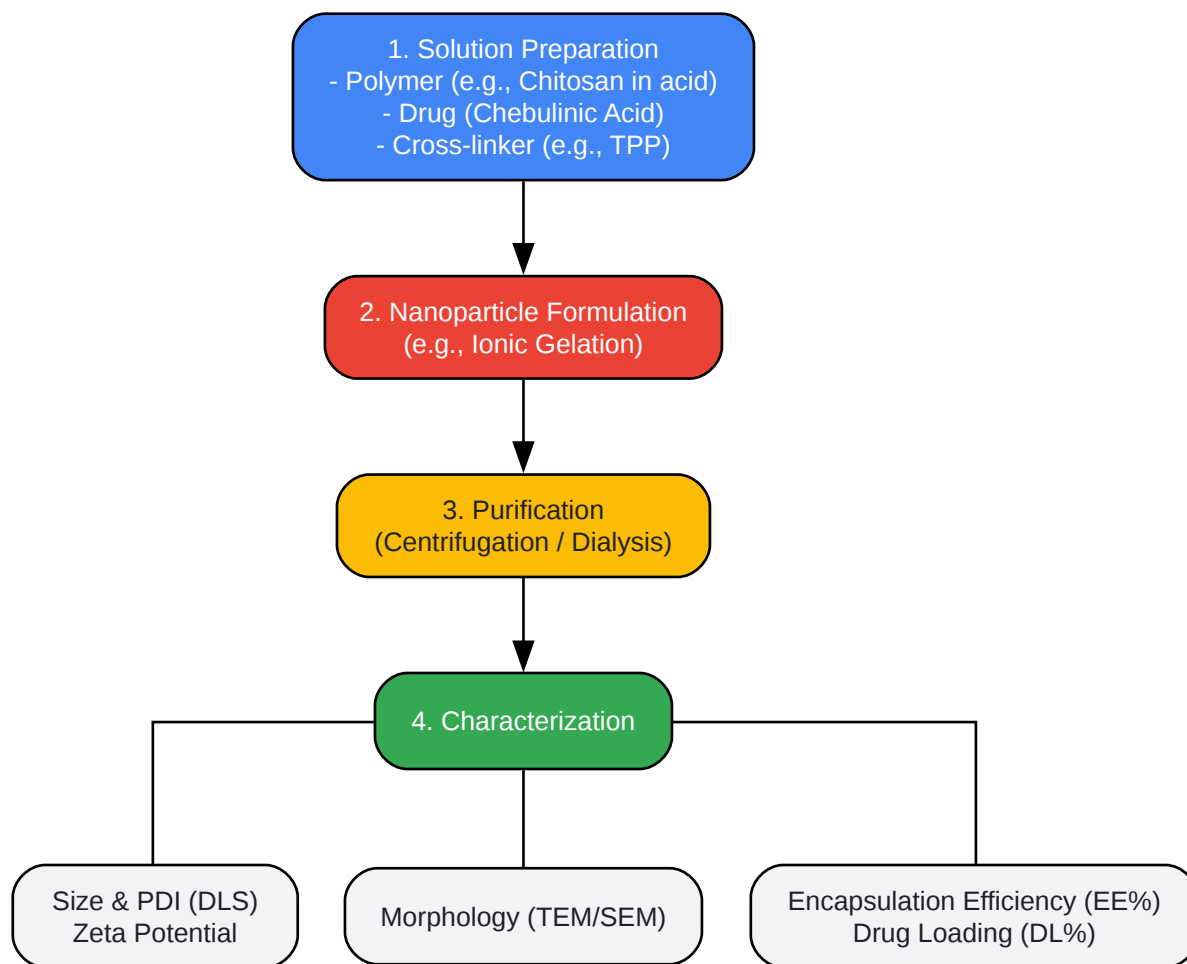 1. Solution Preparation
- Polymer (e.g., Chitosan in acid)
- Drug (Chebulinic Acid)
- Cross-linker (e.g., TPP)
2. Nanoparticle Formulation
(e.g., Ionic Gelation)
3. Purification
(Centrifugation / Dialysis)
4. Characterization
Size & PDI (DLS)
Zeta Potential
Morphology (TEM/SEM)
Encapsulation Efficiency (EE%)
Drug Loading (DL%)